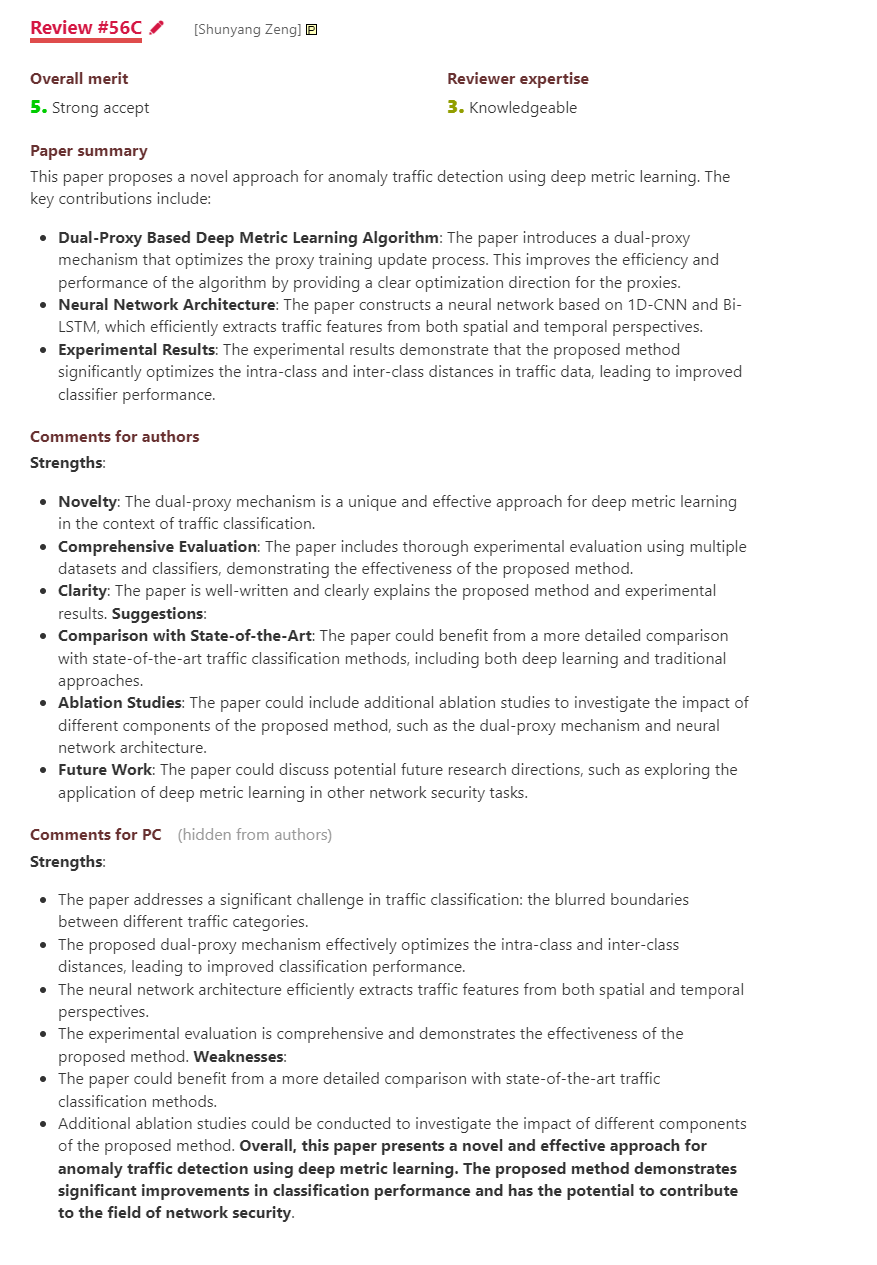 Review #56C [Shunyang Zeng] P
Overall merit
5. Strong accept
Reviewer expertise
3. Knowledgeable
Paper summary
This paper proposes a novel approach for anomaly traffic detection using deep metric learning. The
key contributions include:
• Dual-Proxy Based Deep Metric Learning Algorithm: The paper introduces a dual-proxy
mechanism that optimizes the proxy training update process. This improves the efficiency and
performance of the algorithm by providing a clear optimization direction for the proxies.
• Neural Network Architecture: The paper constructs a neural network based on 1D-CNN and Bi-
LSTM, which efficiently extracts traffic features from both spatial and temporal perspectives.
• Experimental Results: The experimental results demonstrate that the proposed method
significantly optimizes the intra-class and inter-class distances in traffic data, leading to improved
classifier performance.
Comments for authors
Strengths:
• Novelty: The dual-proxy mechanism is a unique and effective approach for deep metric learning
in the context of traffic classification.
• Comprehensive Evaluation: The paper includes thorough experimental evaluation using multiple
datasets and classifiers, demonstrating the effectiveness of the proposed method.
• Clarity: The paper is well-written and clearly explains the proposed method and experimental
results. Suggestions:
• Comparison with State-of-the-Art: The paper could benefit from a more detailed comparison
with state-of-the-art traffic classification methods, including both deep learning and traditional
approaches.
• Ablation Studies: The paper could include additional ablation studies to investigate the impact of
different components of the proposed method, such as the dual-proxy mechanism and neural
network architecture.
• Future Work: The paper could discuss potential future research directions, such as exploring the
application of deep metric learning in other network security tasks.
Comments for PC (hidden from authors)
Strengths:
• The paper addresses a significant challenge in traffic classification: the blurred boundaries
between different traffic categories.
• The proposed dual-proxy mechanism effectively optimizes the intra-class and inter-class
distances, leading to improved classification performance.
• The neural network architecture efficiently extracts traffic features from both spatial and temporal
perspectives.
• The experimental evaluation is comprehensive and demonstrates the effectiveness of the
proposed method. Weaknesses:
• The paper could benefit from a more detailed comparison with state-of-the-art traffic
classification methods.
• Additional ablation studies could be conducted to investigate the impact of different components
of the proposed method. Overall, this paper presents a novel and effective approach for
anomaly traffic detection using deep metric learning. The proposed method demonstrates
significant improvements in classification performance and has the potential to contribute
to the field of network security.